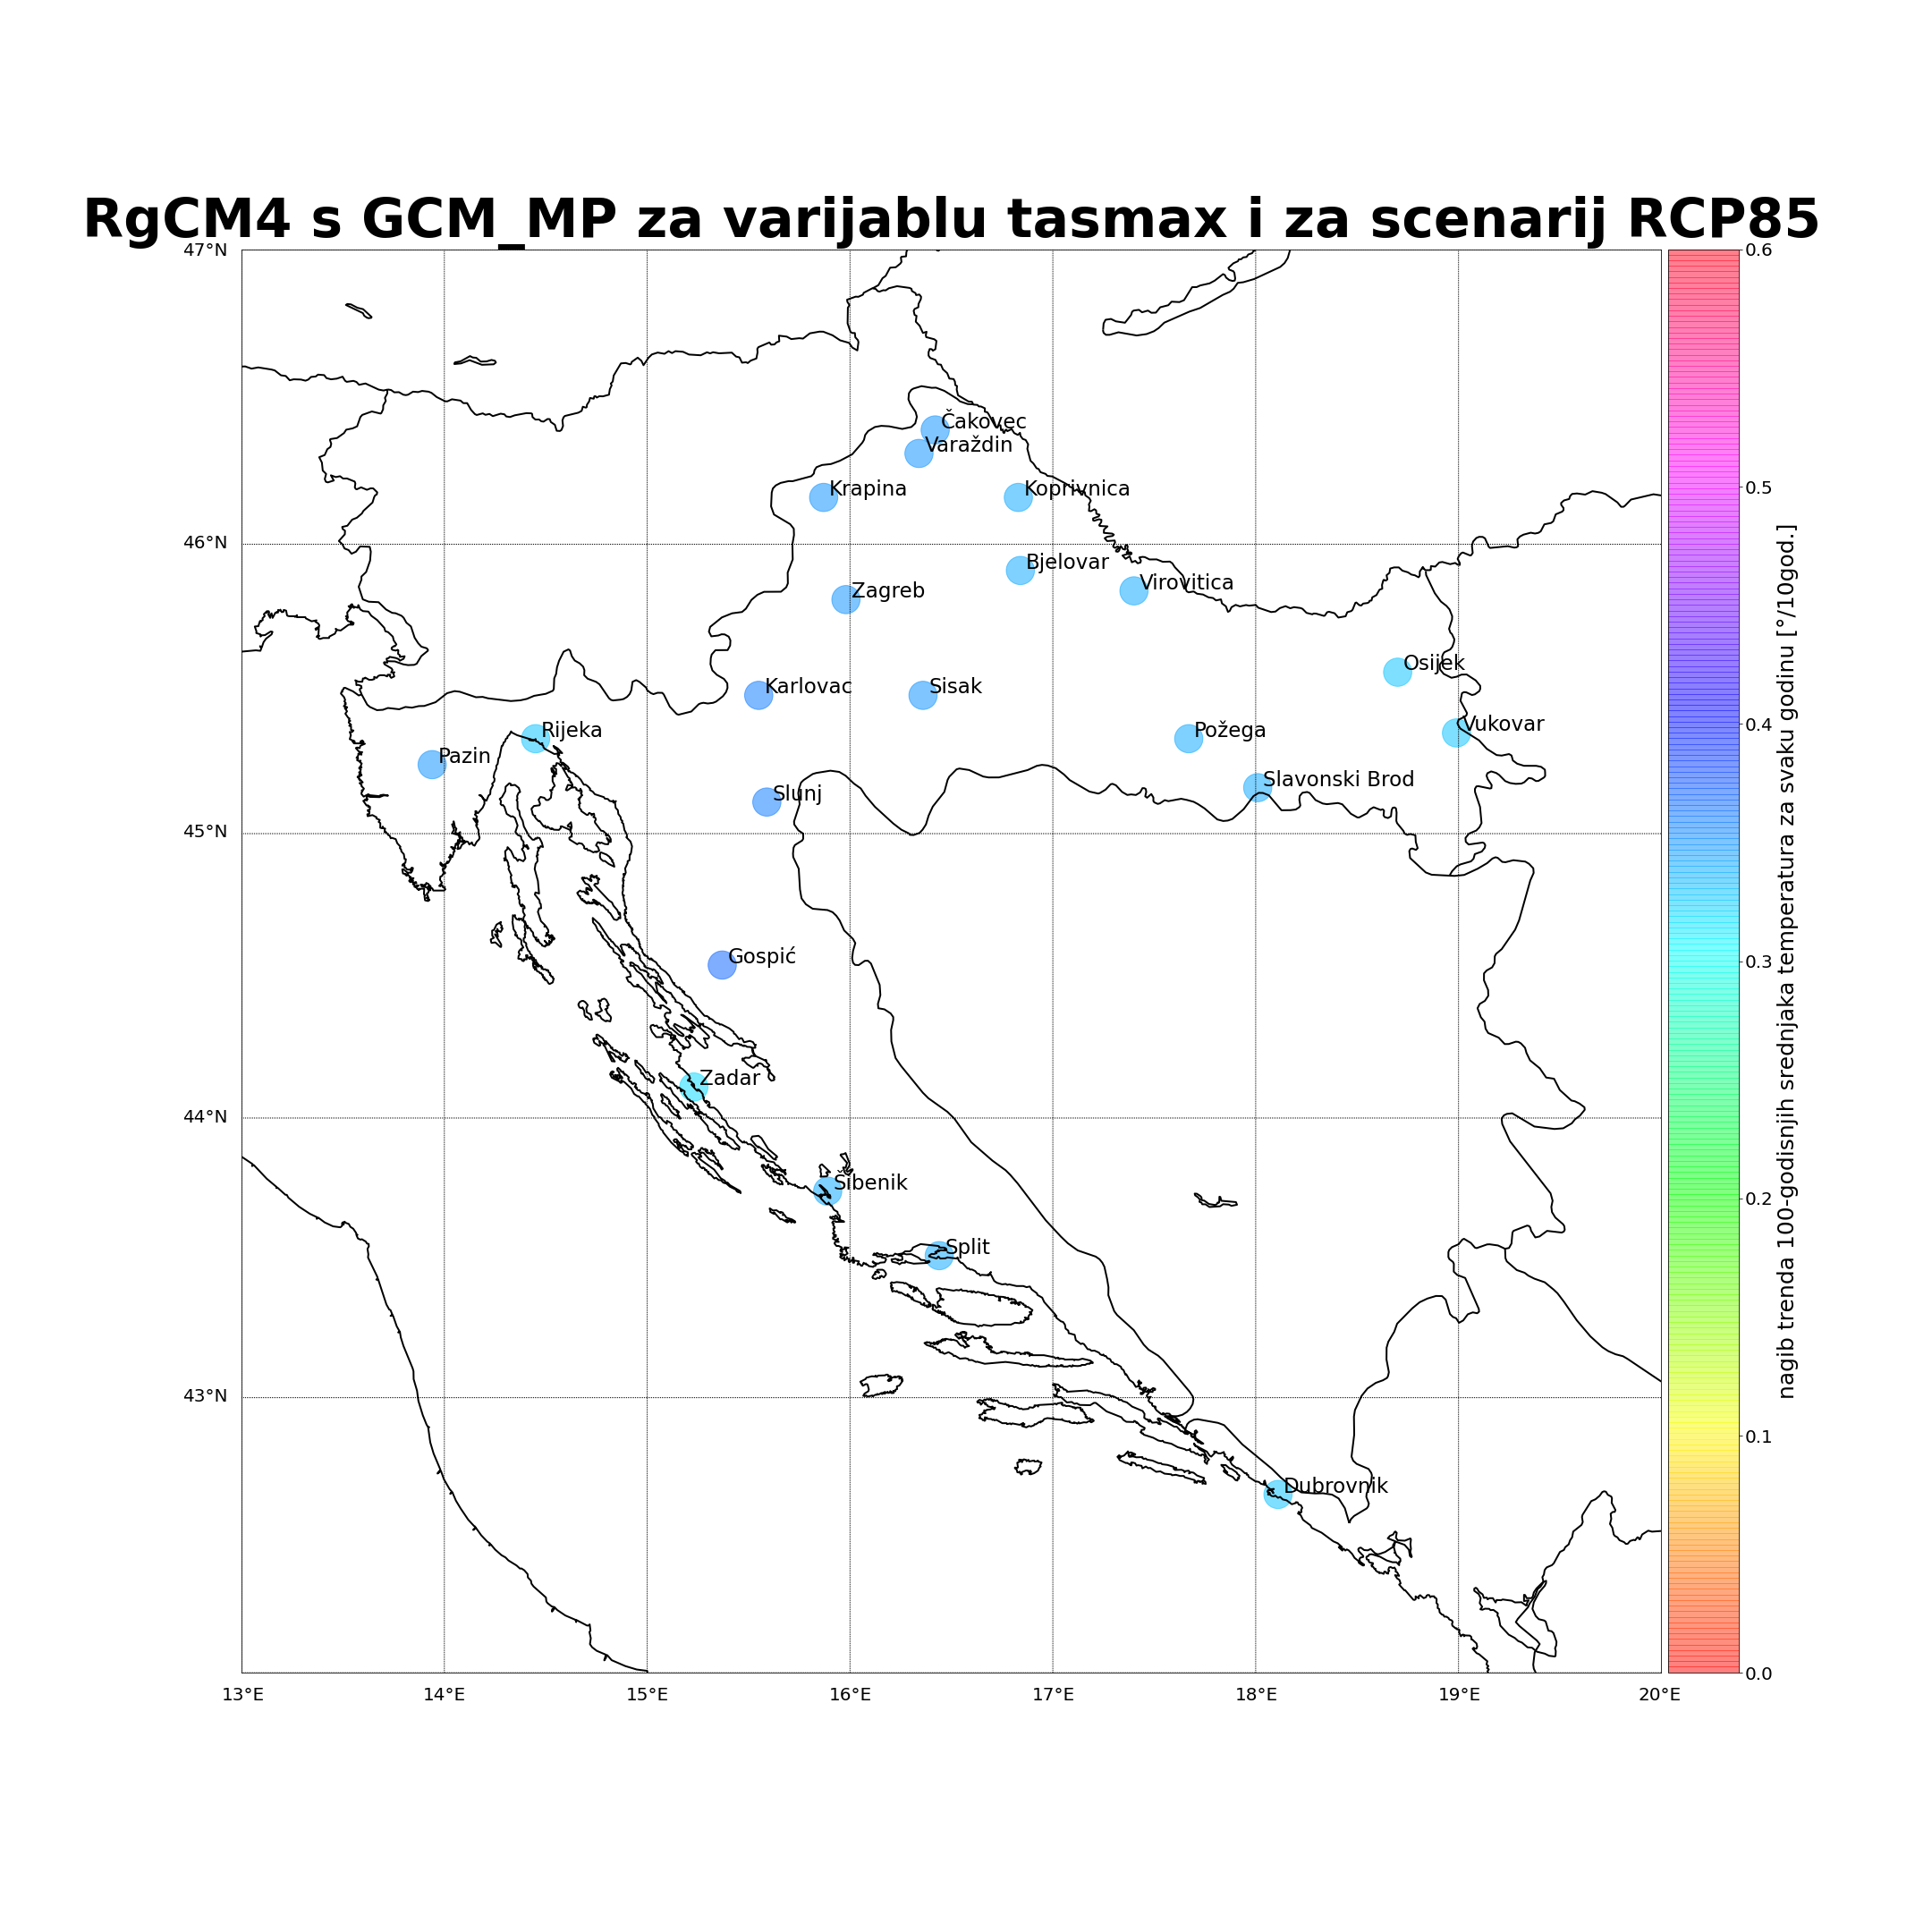 RgCM4 s GCM_MP za varijablu tasmax i za scenarij RCP85
47°N
0.6
Čakovec
Varaždin
Krapina
Koprivnica
0.5
46°N
Bjelovar
Virovitica
Zagreb
Osijek
Karlovac
Sisak
Rijeka
Požega
Vukovar
0.4
Pazin
Slavonski Brod
Slunj
45°N
Gospić
0.3
nagib trenda 100-godisnjih srednjaka temperatura za svaku godinu [°/10god.]
Zadar
44°N
Šibenik
0.2
Split
43°N
0.1
Dubrovnik
0.0
13°E
14°E
15°E
16°E
17°E
18°E
19°E
20°E